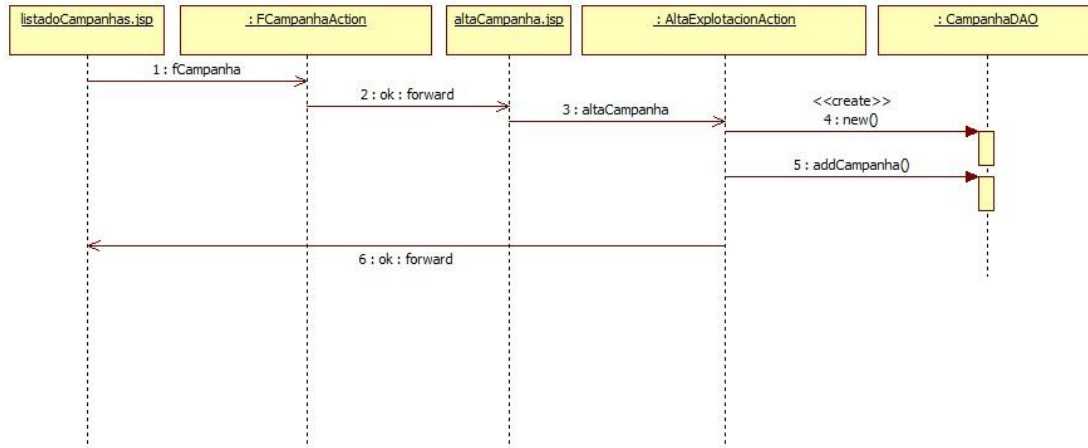 listadoCampanhas.jsp
: FCampanhaAction
altaCampanha.jsp
: AltaExplotacionAction
: CampanhaDAO
1 : fCampanha
2 : ok : forward
3 : altaCampanha
<<create>>
4 : new()
5 : addCampanha()
6 : ok : forward